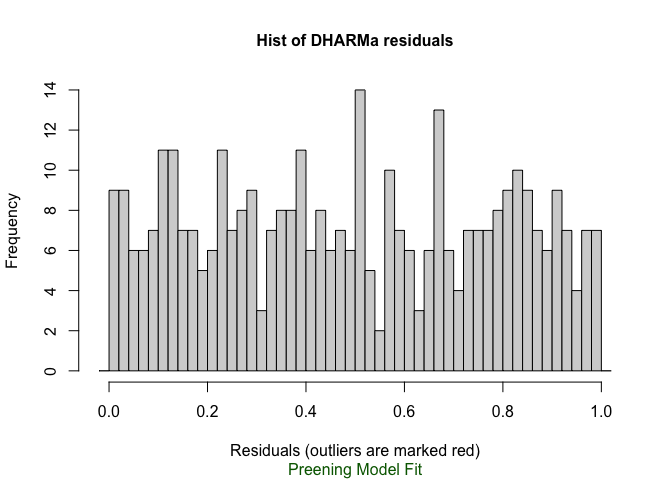 Hist of DHARMa residuals
Frequency
14
12
10
8
6
4
2
0
0.0 0.2 0.4 0.6 0.8 1.0
Residuals (outliers are marked red)
Preening Model Fit